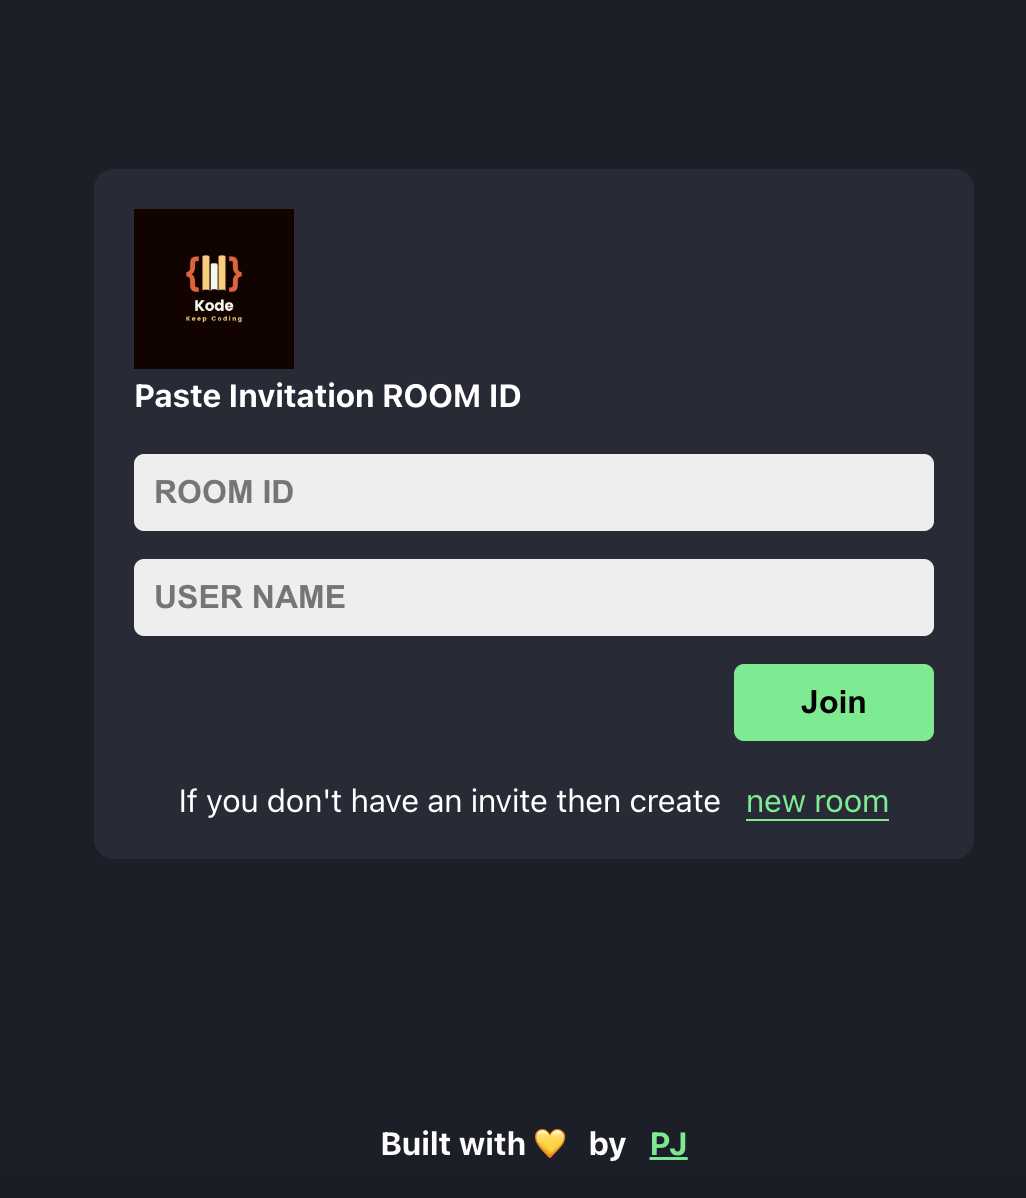 Kode
Keep Coding
Paste Invitation ROOM ID
ROOM ID
USER NAME
Join
If you don't have an invite then create new room
Built with 💛 by PJ